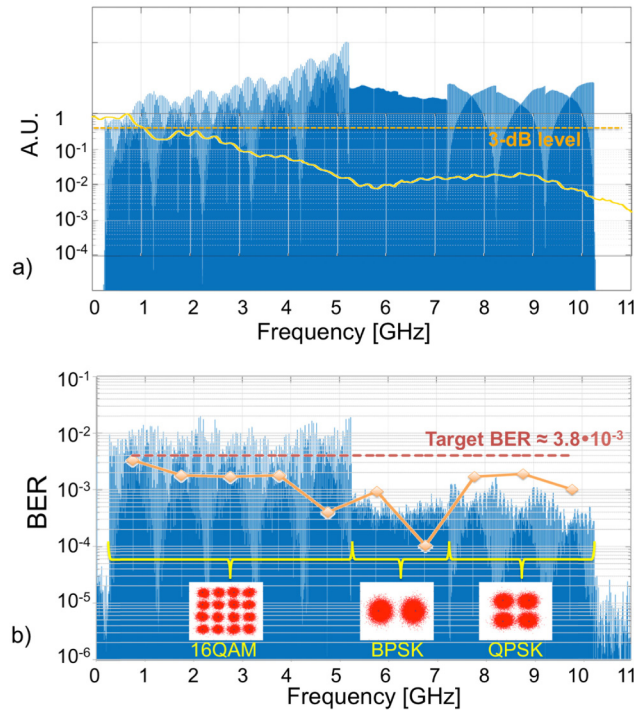 1
10⁻¹
10⁻²
10⁻³
10⁻⁴
A.U.
3-dB level
a)
0 1 2 3 4 5 6 7 8 9 10 11
Frequency [GHz]
10⁻¹
10⁻²
10⁻³
10⁻⁴
10⁻⁵
10⁻⁶
BER
Target BER ≈ 3.8•10⁻³
16QAM BPSK QPSK
b)
0 1 2 3 4 5 6 7 8 9 10 11
Frequency [GHz]